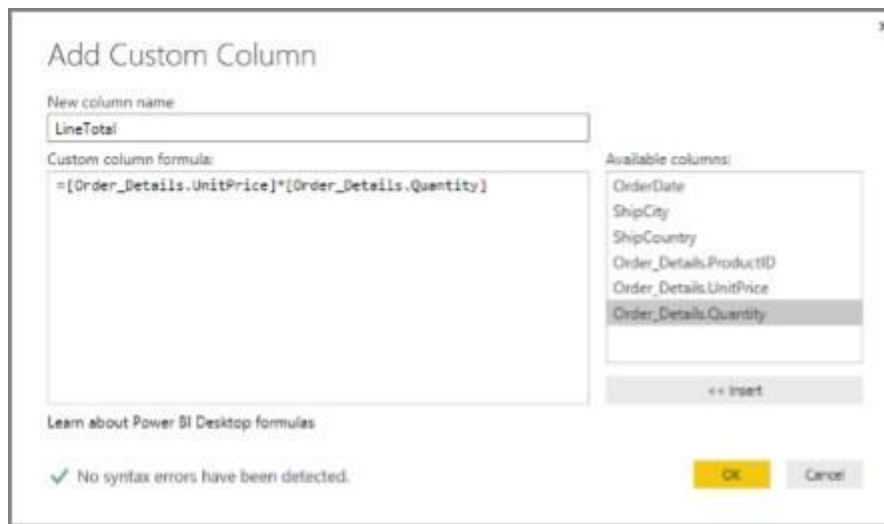 Add Custom Column
New column name
LineTotal
Custom column formula:
=[Order_Details.UnitPrice]*[Order_Details.Quantity]
Available columns:
OrderDate
ShipCity
ShipCountry
Order_Details.ProductID
Order_Details.UnitPrice
Order_Details.Quantity
<< Insert
Learn about Power BI Desktop formulas
No syntax errors have been detected.
OK
Cancel